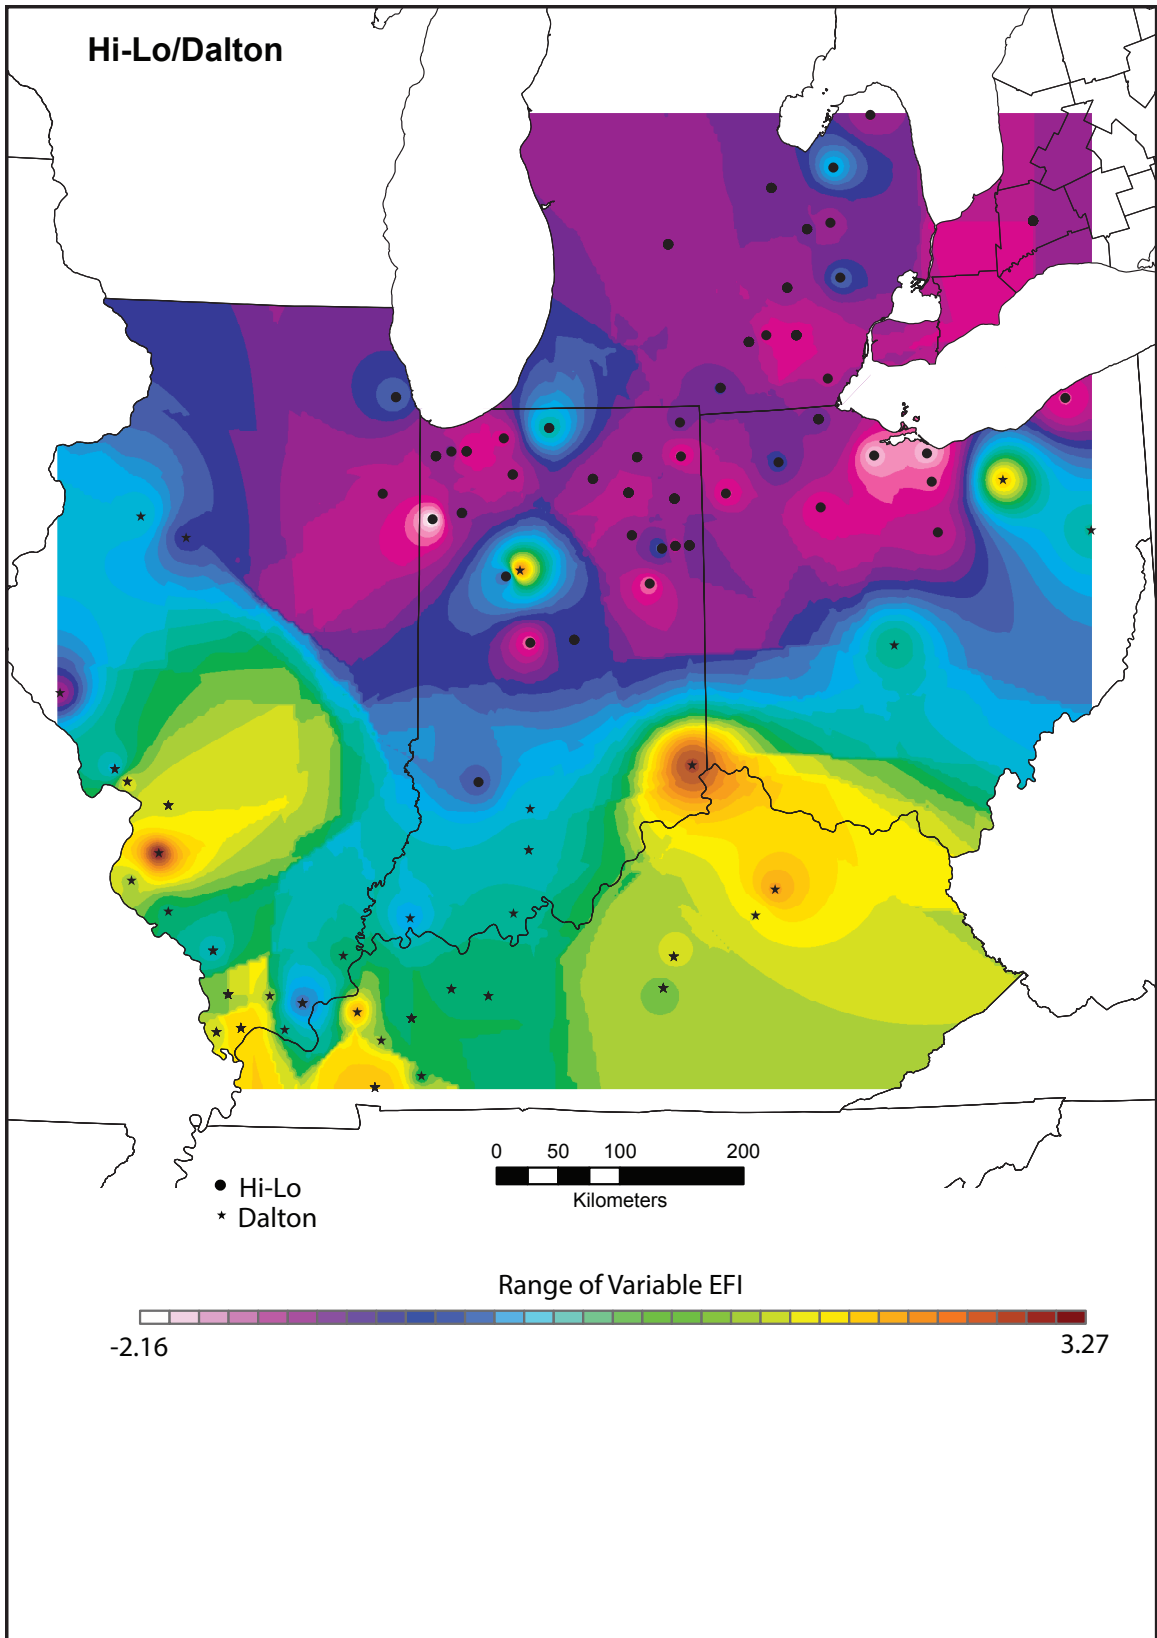 Hi-Lo/Dalton
0 50 100 200
Kilometers
Hi-Lo
Dalton
Range of Variable EFI
-2.16 3.27